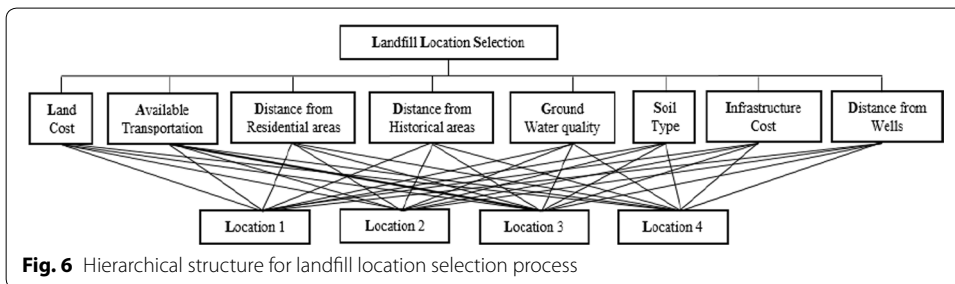 Landfill Location Selection
Land
Cost
Available
Transportation
Distance from
Residential areas
Distance from
Historical areas
Ground
Water quality
Soil
Type
Infrastructure
Cost
Distance from
Wells
Location 1
Location 2
Location 3
Location 4
Fig. 6 Hierarchical structure for landfill location selection process